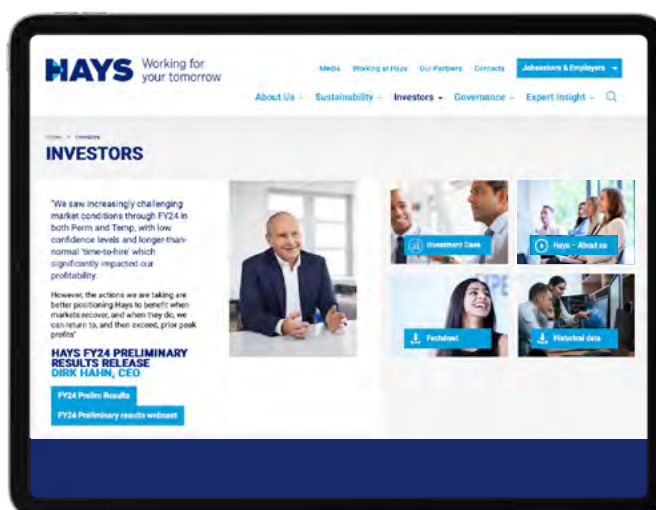 HAYS Working for
your tomorrow
Media Working at Hays Our Partners Contacts Jobseekers & Employers
About Us Sustainability Investors Governance Expert Insight
Home > Investors
INVESTORS
"We saw increasingly challenging
market conditions through FY24 in
both Perm and Temp, with low
confidence levels and longer-than-
normal 'time-to-hire' which
significantly impacted our
profitability.
However, the actions we are taking are
better positioning Hays to benefit when
markets recover, and when they do, we
can return to, and then exceed, prior peak
profits"
HAYS FY24 PRELIMINARY
RESULTS RELEASE
DIRK HAHN, CEO
FY24 Prelim Results
FY24 Preliminary results webcast
Investment Case
Hays – About us
Factsheet
Historical data